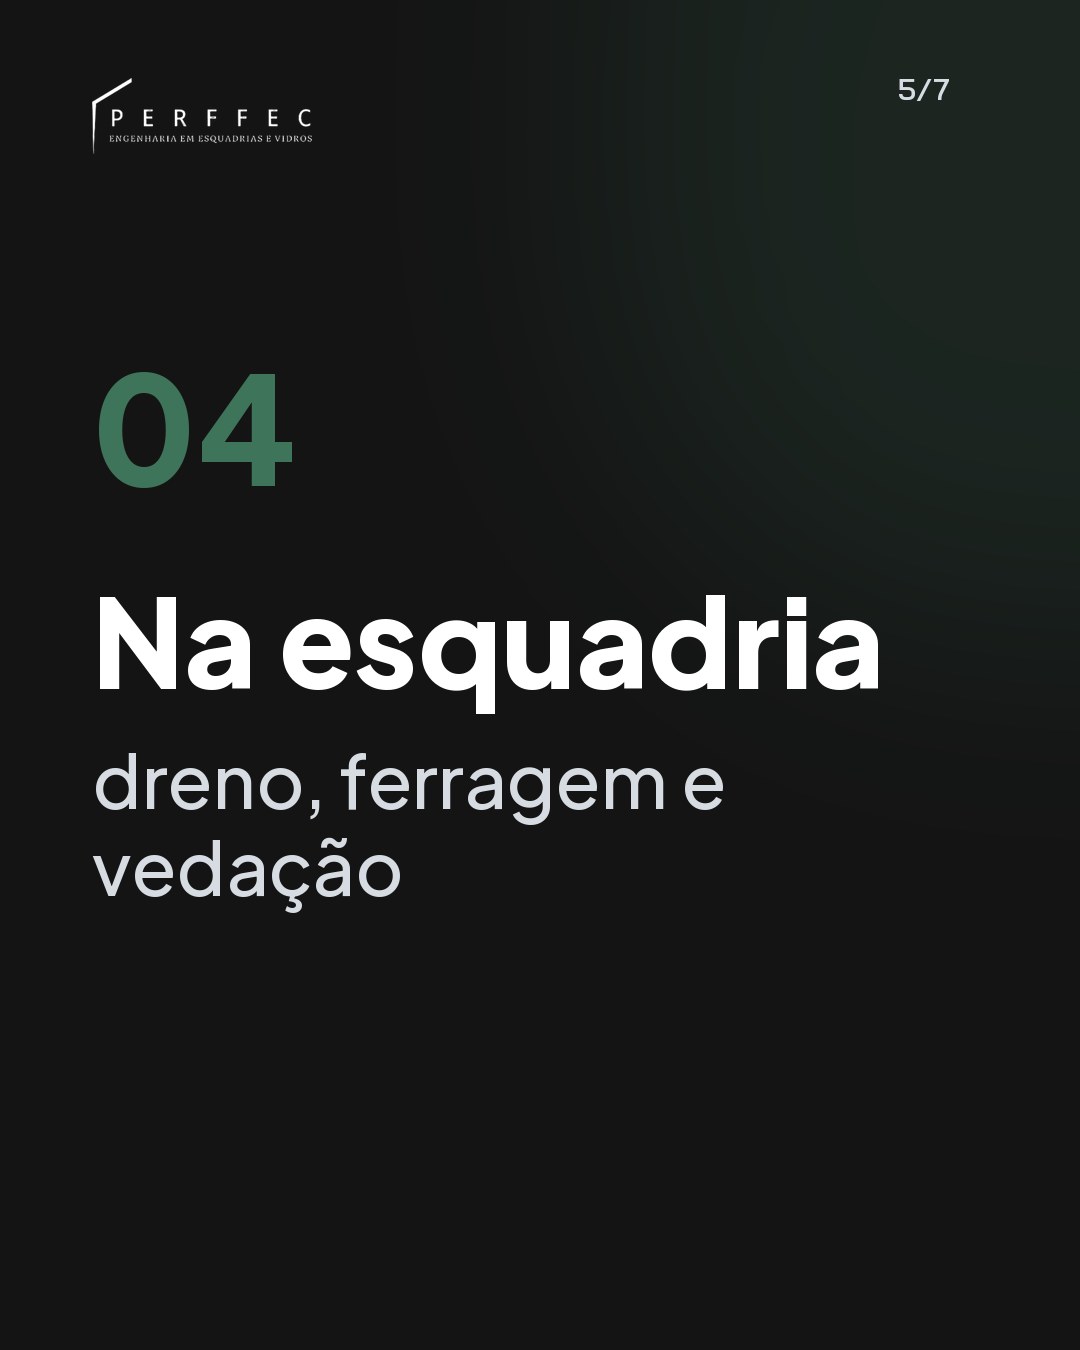 PERFFEC
ENGENHARIA EM ESQUADRIAS E VIDROS
5/7
04
Na esquadria
dreno, ferragem e
vedação